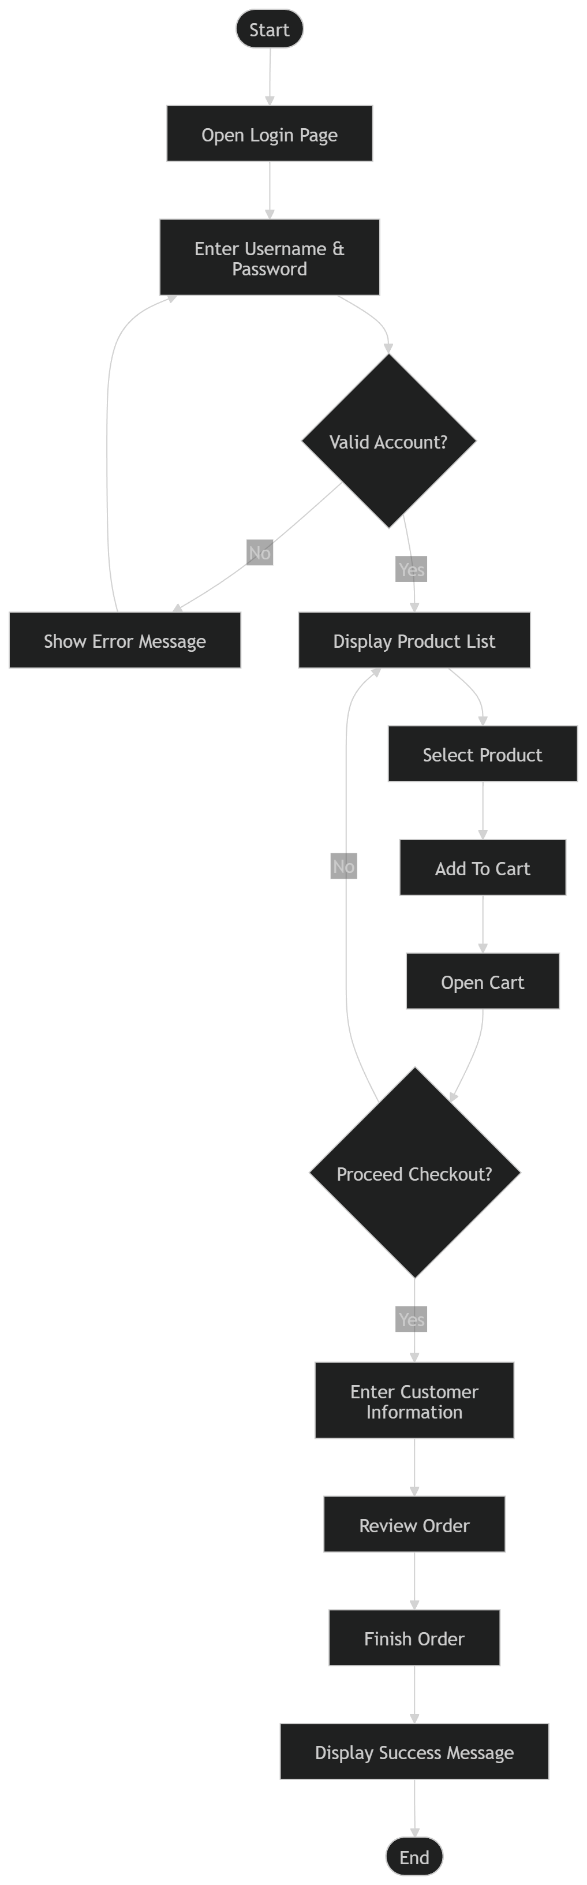 Start
Open Login Page
Enter Username &
Password
Valid Account?
No
Yes
Show Error Message
Display Product List
Select Product
No
Add To Cart
Open Cart
Proceed Checkout?
Yes
Enter Customer
Information
Review Order
Finish Order
Display Success Message
End